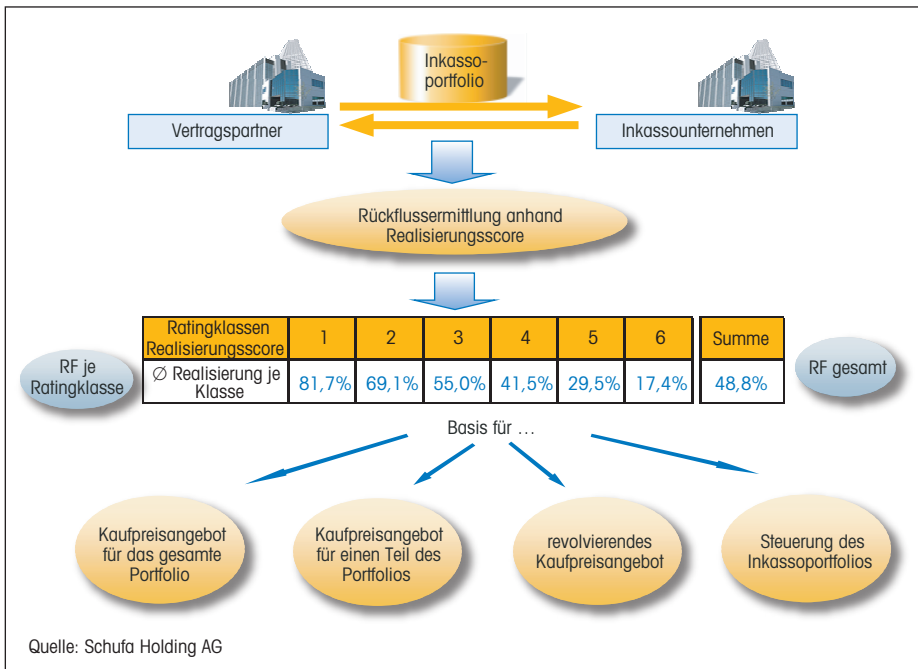 Inkasso-
portfolio
Vertragspartner
Inkassounternehmen
Rückflussermittlung anhand
Realisierungsscore
RF je
Ratingklasse
Ratingklassen
Realisierungsscore
1 2 3 4 5 6 Summe
Ø Realisierung je
Klasse
81,7% 69,1% 55,0% 41,5% 29,5% 17,4% 48,8%
RF gesamt
Basis für ...
Kaufpreisangebot
für das gesamte
Portfolio
Kaufpreisangebot
für einen Teil des
Portfolios
revolvierendes
Kaufpreisangebot
Steuerung des
Inkassoportfolios
Quelle: Schufa Holding AG